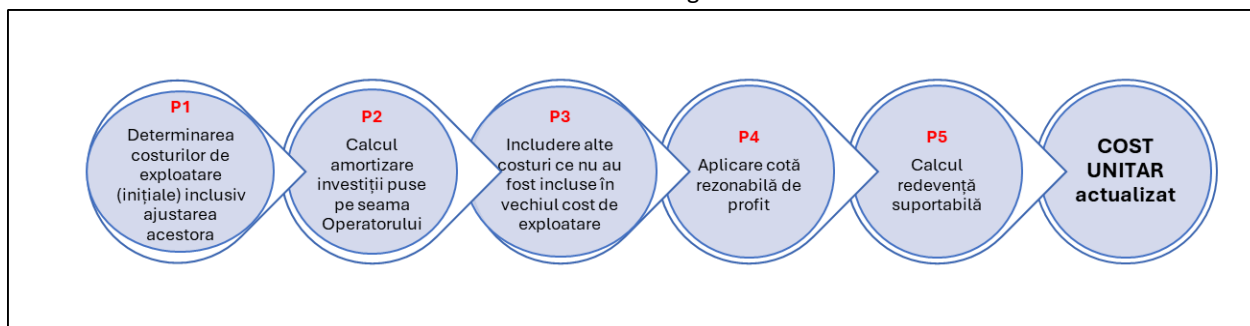 P1
Determinarea
costurilor de
exploatare
(inițiale) inclusiv
ajustarea
acestora
P2
Calcul
amortizare
investiții puse
pe seama
Operatorului
P3
Includere alte
costuri ce nu au
fost incluse în
vechiul cost de
exploatare
P4
Aplicare cotă
rezonabilă de
profit
P5
Calcul
redevență
suportabilă
COST
UNITAR
actualizat